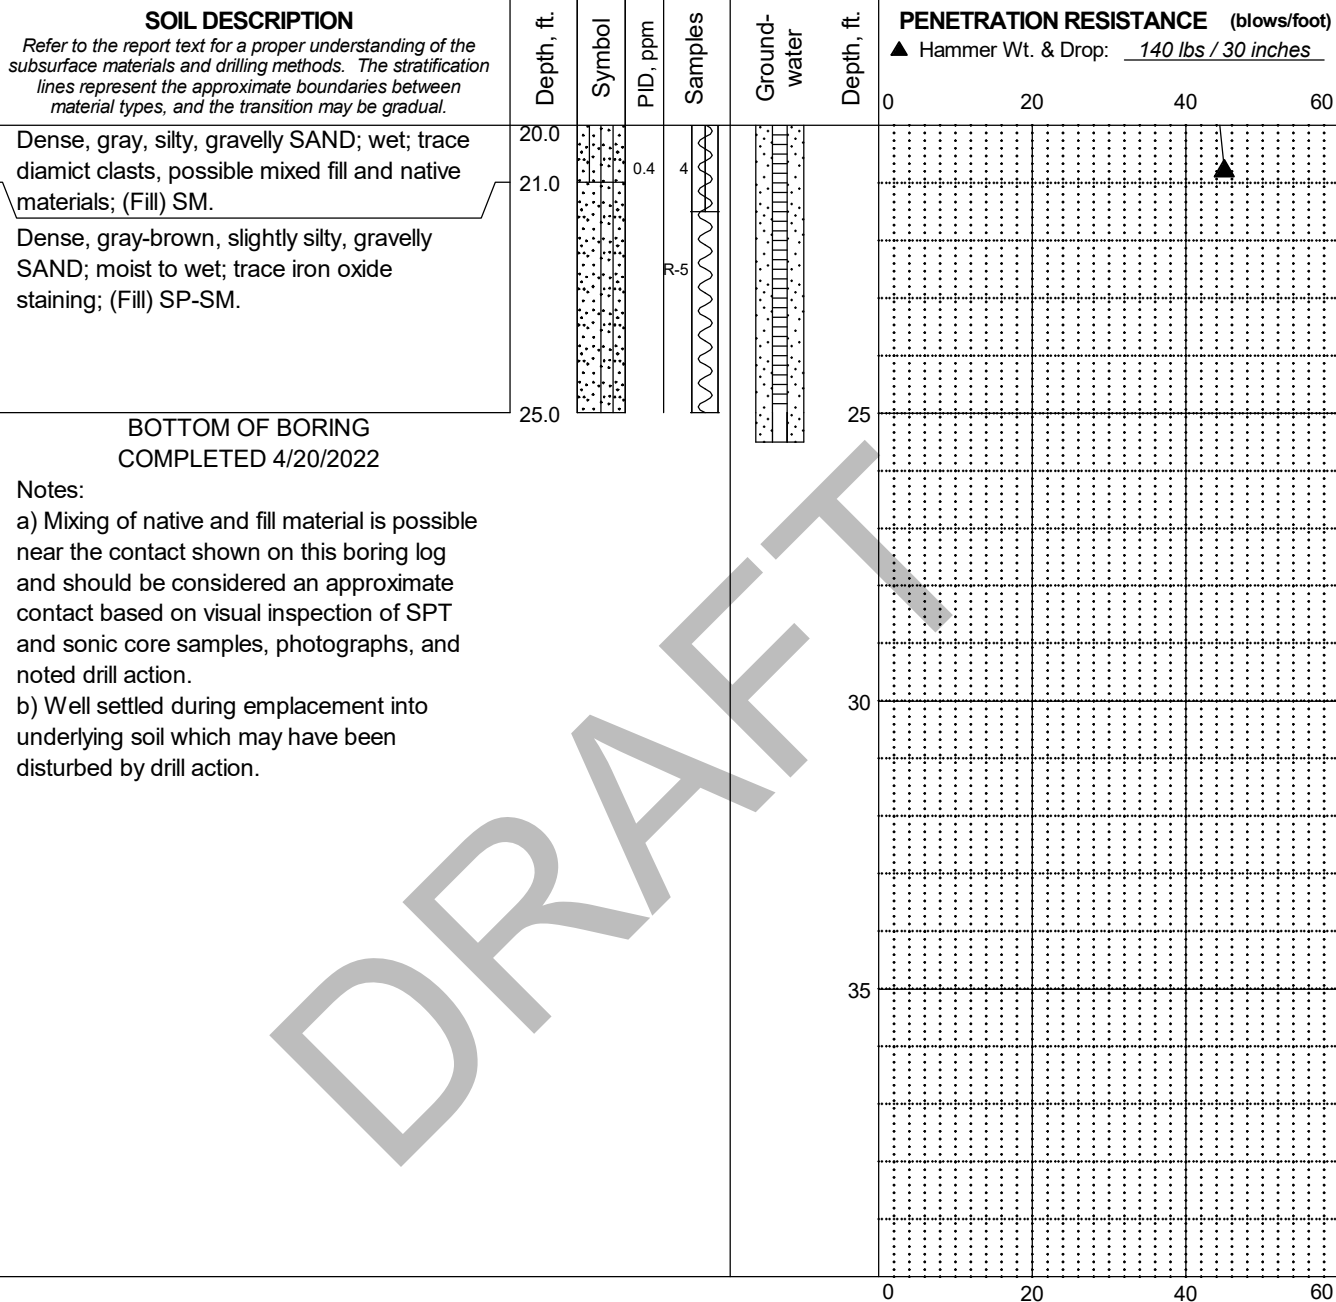 SOIL DESCRIPTION
Refer to the report text for a proper understanding of the
subsurface materials and drilling methods. The stratification
lines represent the approximate boundaries between
material types, and the transition may be gradual.
Depth, ft.
Symbol
PID, ppm
Samples
Ground-
water
Depth, ft.
PENETRATION RESISTANCE (blows/foot)
▲ Hammer Wt. & Drop: 140 lbs / 30 inches
0 20 40 60
Dense, gray, silty, gravelly SAND; wet; trace
diamict clasts, possible mixed fill and native
materials; (Fill) SM.
20.0
0.4 4
21.0
Dense, gray-brown, slightly silty, gravelly
SAND; moist to wet; trace iron oxide
staining; (Fill) SP-SM.
R-5
25.0
25
BOTTOM OF BORING
COMPLETED 4/20/2022
Notes:
a) Mixing of native and fill material is possible
near the contact shown on this boring log
and should be considered an approximate
contact based on visual inspection of SPT
and sonic core samples, photographs, and
noted drill action.
b) Well settled during emplacement into
underlying soil which may have been
disturbed by drill action.
30
35
DRAFT
0 20 40 60